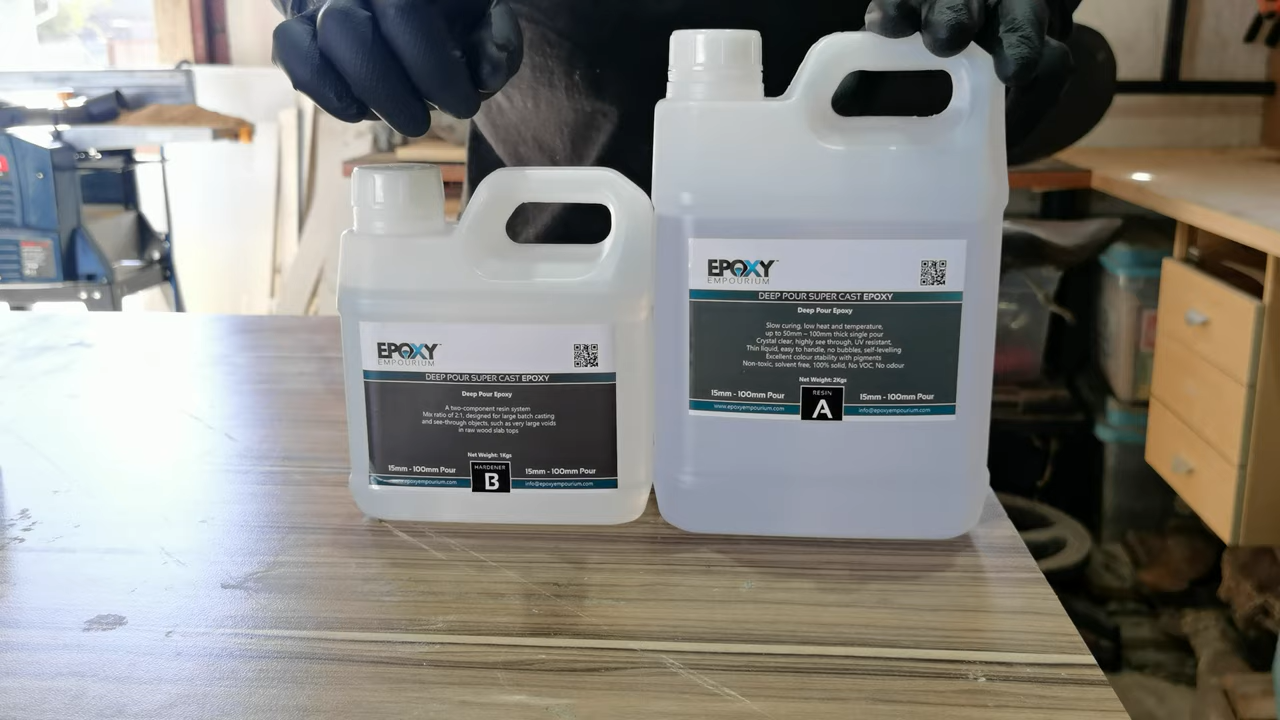 EPOXY
EMPOURIUM
DEEP POUR SUPER CAST EPOXY
Deep Pour Epoxy
A two-component resin system
Mix ratio of 2:1, designed for large batch casting
and see-through objects, such as very large voids
in raw wood slab tops
Net Weight: 1Kgs
15mm - 100mm Pour
HARDENER
B
15mm - 100mm Pour
.epoxyempourium.com
info@epoxyempourium.com
EPOXY™
EMPOURIUM
DEEP POUR SUPER CAST EPOXY
Deep Pour Epoxy
Slow curing, low heat and temperature,
up to 50mm ~ 100mm thick single pour
Crystal clear, highly see through, UV resistant,
Thin liquid, easy to handle, no bubbles, self-levelling
Excellent colour stability with pigments
Non-toxic, solvent free, 100% solid, No VOC, No odour
Net Weight: 2Kgs
15mm - 100mm Pour
RESIN
A
15mm - 100mm Pour
www.epoxyempourium.com
info@epoxyempourium.com